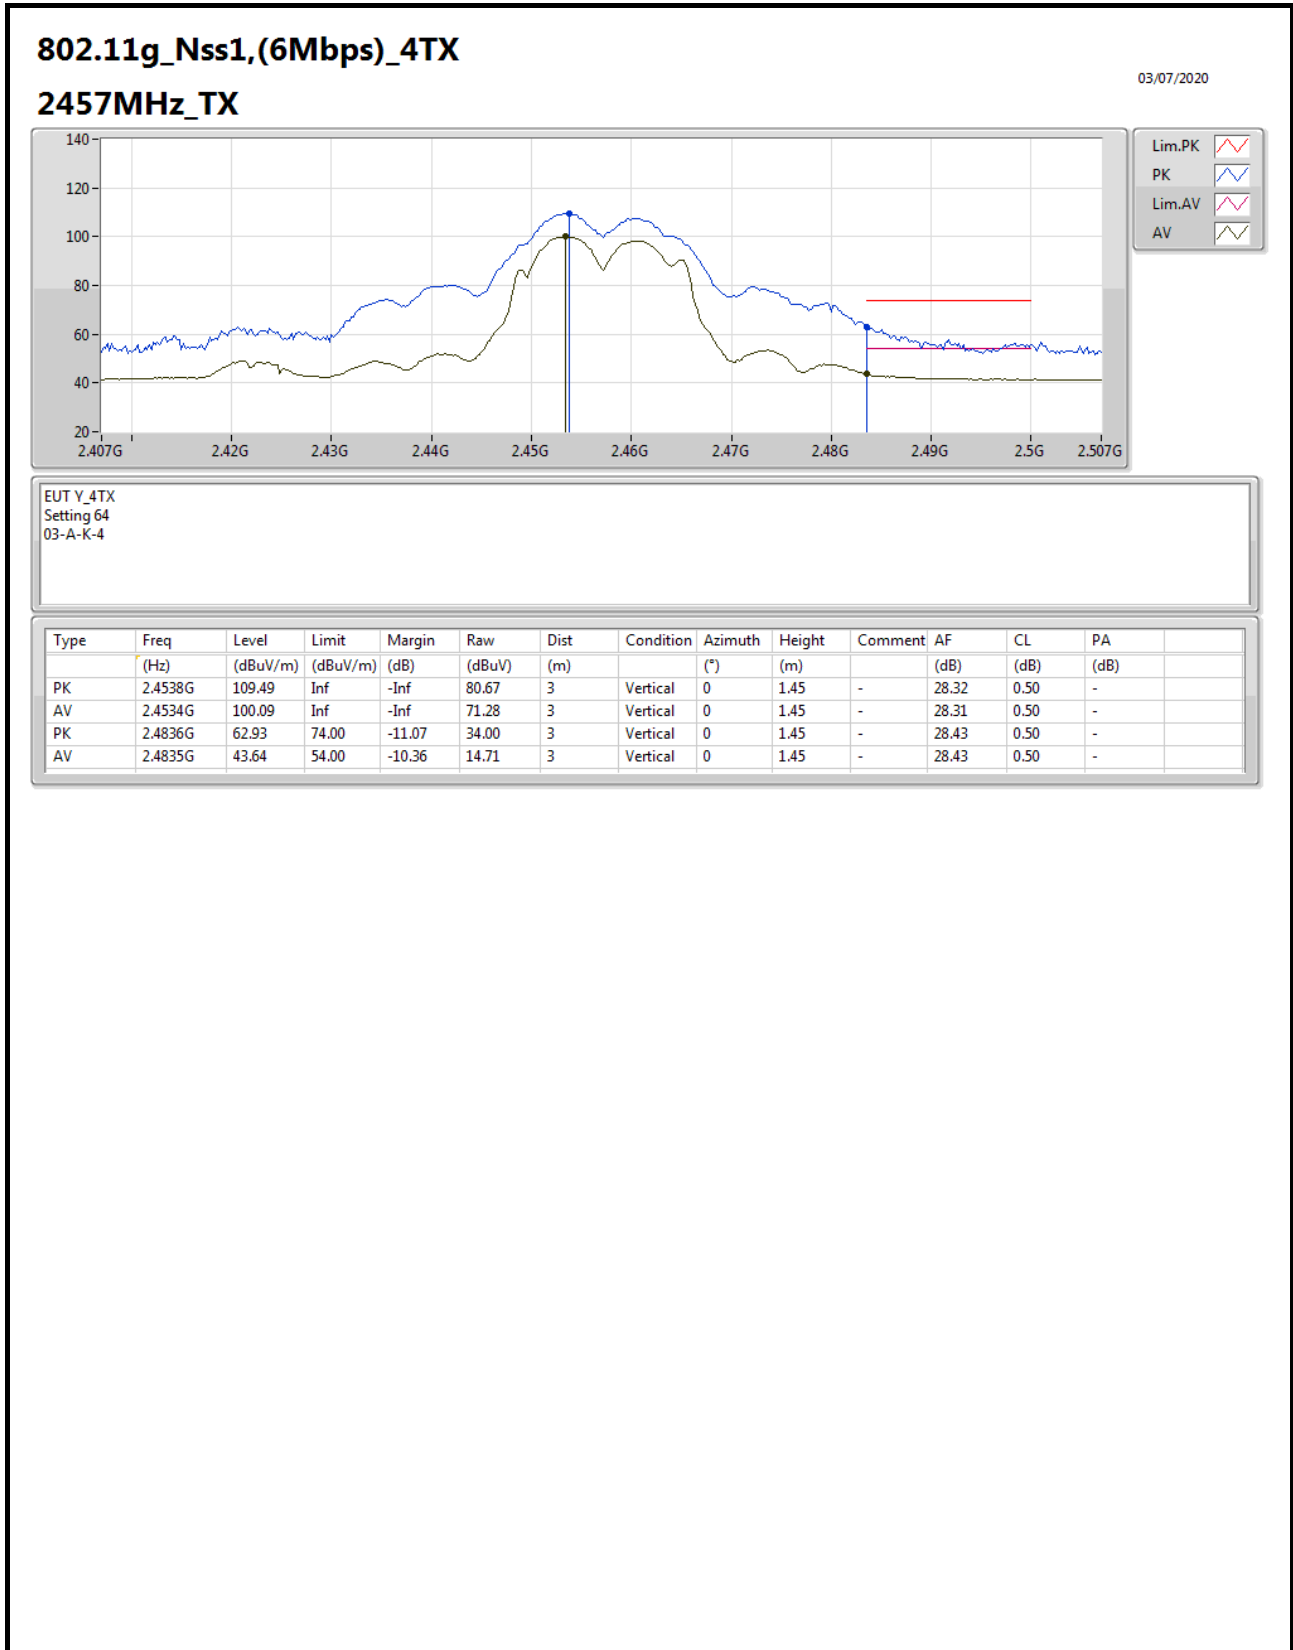 802.11g_Nss1,(6Mbps)_4TX
03/07/2020
2457MHz_TX
140
120
100
80
60
40
20
2.407G 2.42G 2.43G 2.44G 2.45G 2.46G 2.47G 2.48G 2.49G 2.5G 2.507G
Lim.PK
PK
Lim.AV
AV
EUT Y_4TX
Setting 64
03-A-K-4
Type Freq Level Limit Margin Raw Dist Condition Azimuth Height Comment AF CL PA
(Hz) (dBuV/m) (dBuV/m) (dB) (dBuV) (m) (°) (m) (dB) (dB) (dB)
PK 2.4538G 109.49 Inf -Inf 80.67 3 Vertical 0 1.45 - 28.32 0.50 -
AV 2.4534G 100.09 Inf -Inf 71.28 3 Vertical 0 1.45 - 28.31 0.50 -
PK 2.4836G 62.93 74.00 -11.07 34.00 3 Vertical 0 1.45 - 28.43 0.50 -
AV 2.4835G 43.64 54.00 -10.36 14.71 3 Vertical 0 1.45 - 28.43 0.50 -